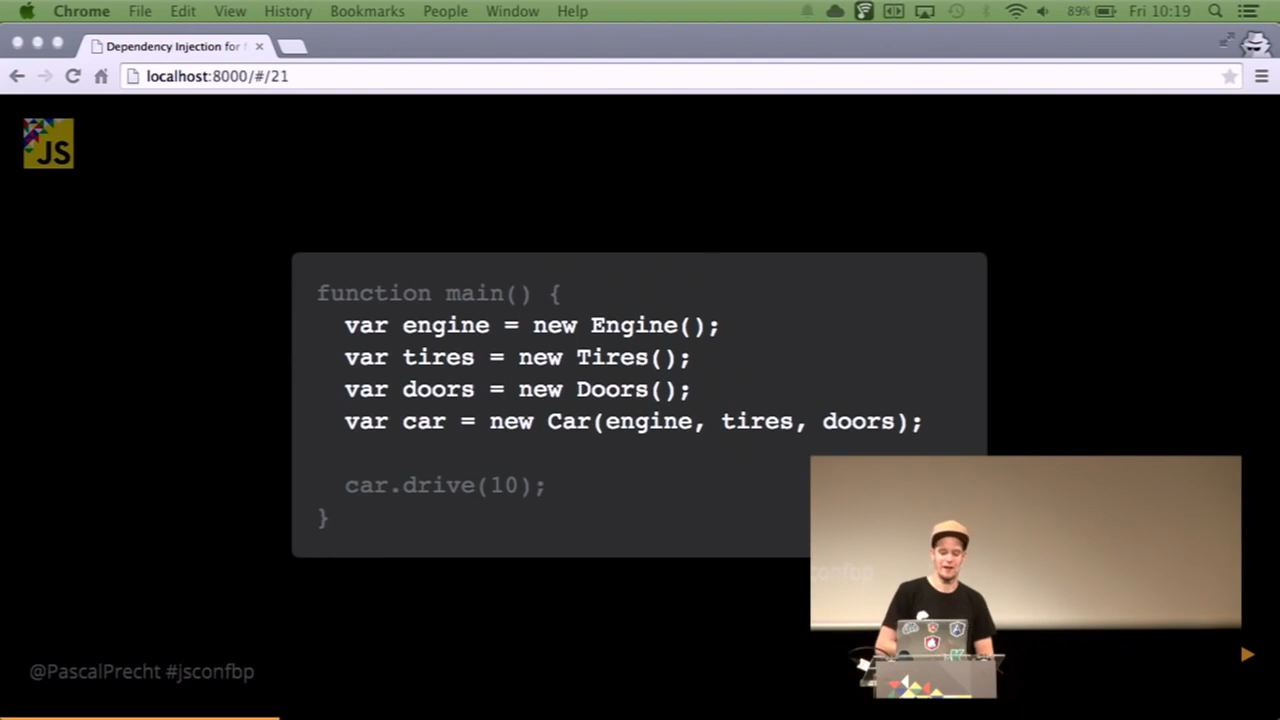 Chrome File Edit View History Bookmarks People Window Help 89% Fri 10:19
Dependency Injection for
localhost:8000/#/21
JS
function main() {
var engine = new Engine();
var tires = new Tires();
var doors = new Doors();
var car = new Car(engine, tires, doors);
car.drive(10);
}
@PascalPrecht #jsconfbp